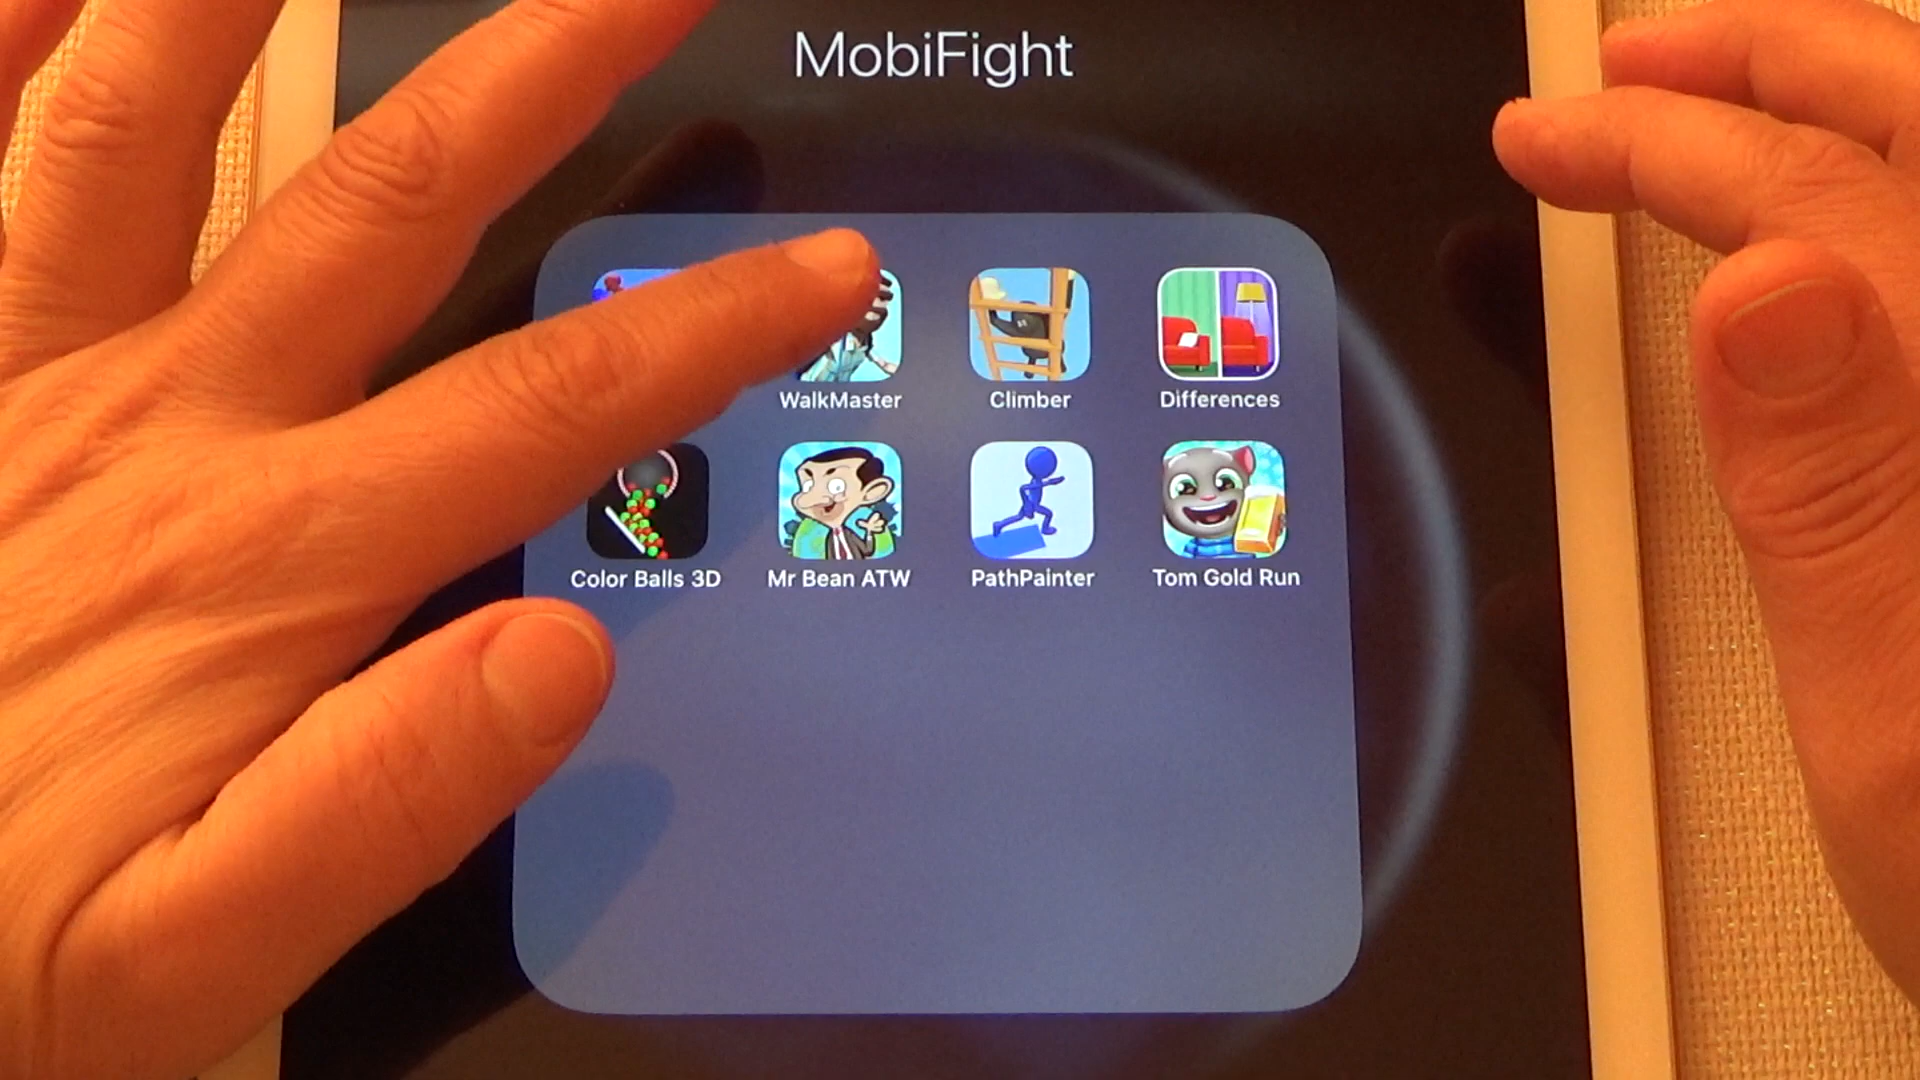 MobiFight
WalkMaster
Climber
Differences
Color Balls 3D
Mr Bean ATW
PathPainter
Tom Gold Run